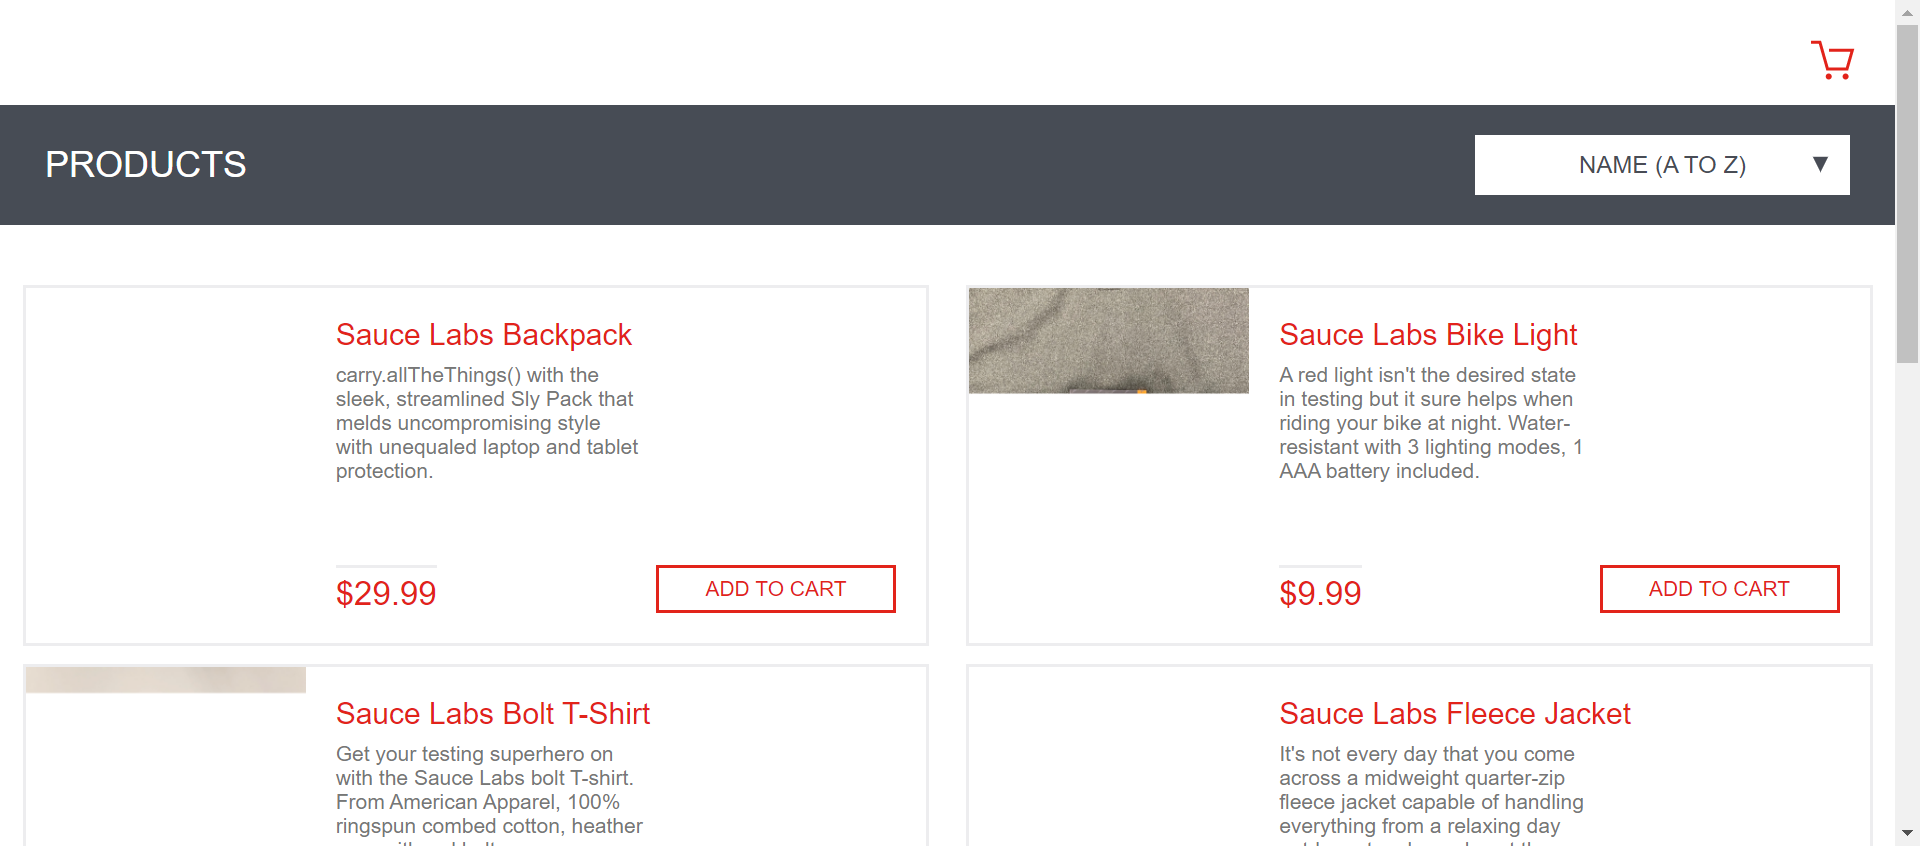 PRODUCTS
NAME (A TO Z)
Sauce Labs Backpack
carry.allTheThings() with the
sleek, streamlined Sly Pack that
melds uncompromising style
with unequaled laptop and tablet
protection.
$29.99
ADD TO CART
Sauce Labs Bike Light
A red light isn't the desired state
in testing but it sure helps when
riding your bike at night. Water-
resistant with 3 lighting modes, 1
AAA battery included.
$9.99
ADD TO CART
Sauce Labs Bolt T-Shirt
Get your testing superhero on
with the Sauce Labs bolt T-shirt.
From American Apparel, 100%
ringspun combed cotton, heather
Sauce Labs Fleece Jacket
It's not every day that you come
across a midweight quarter-zip
fleece jacket capable of handling
everything from a relaxing day